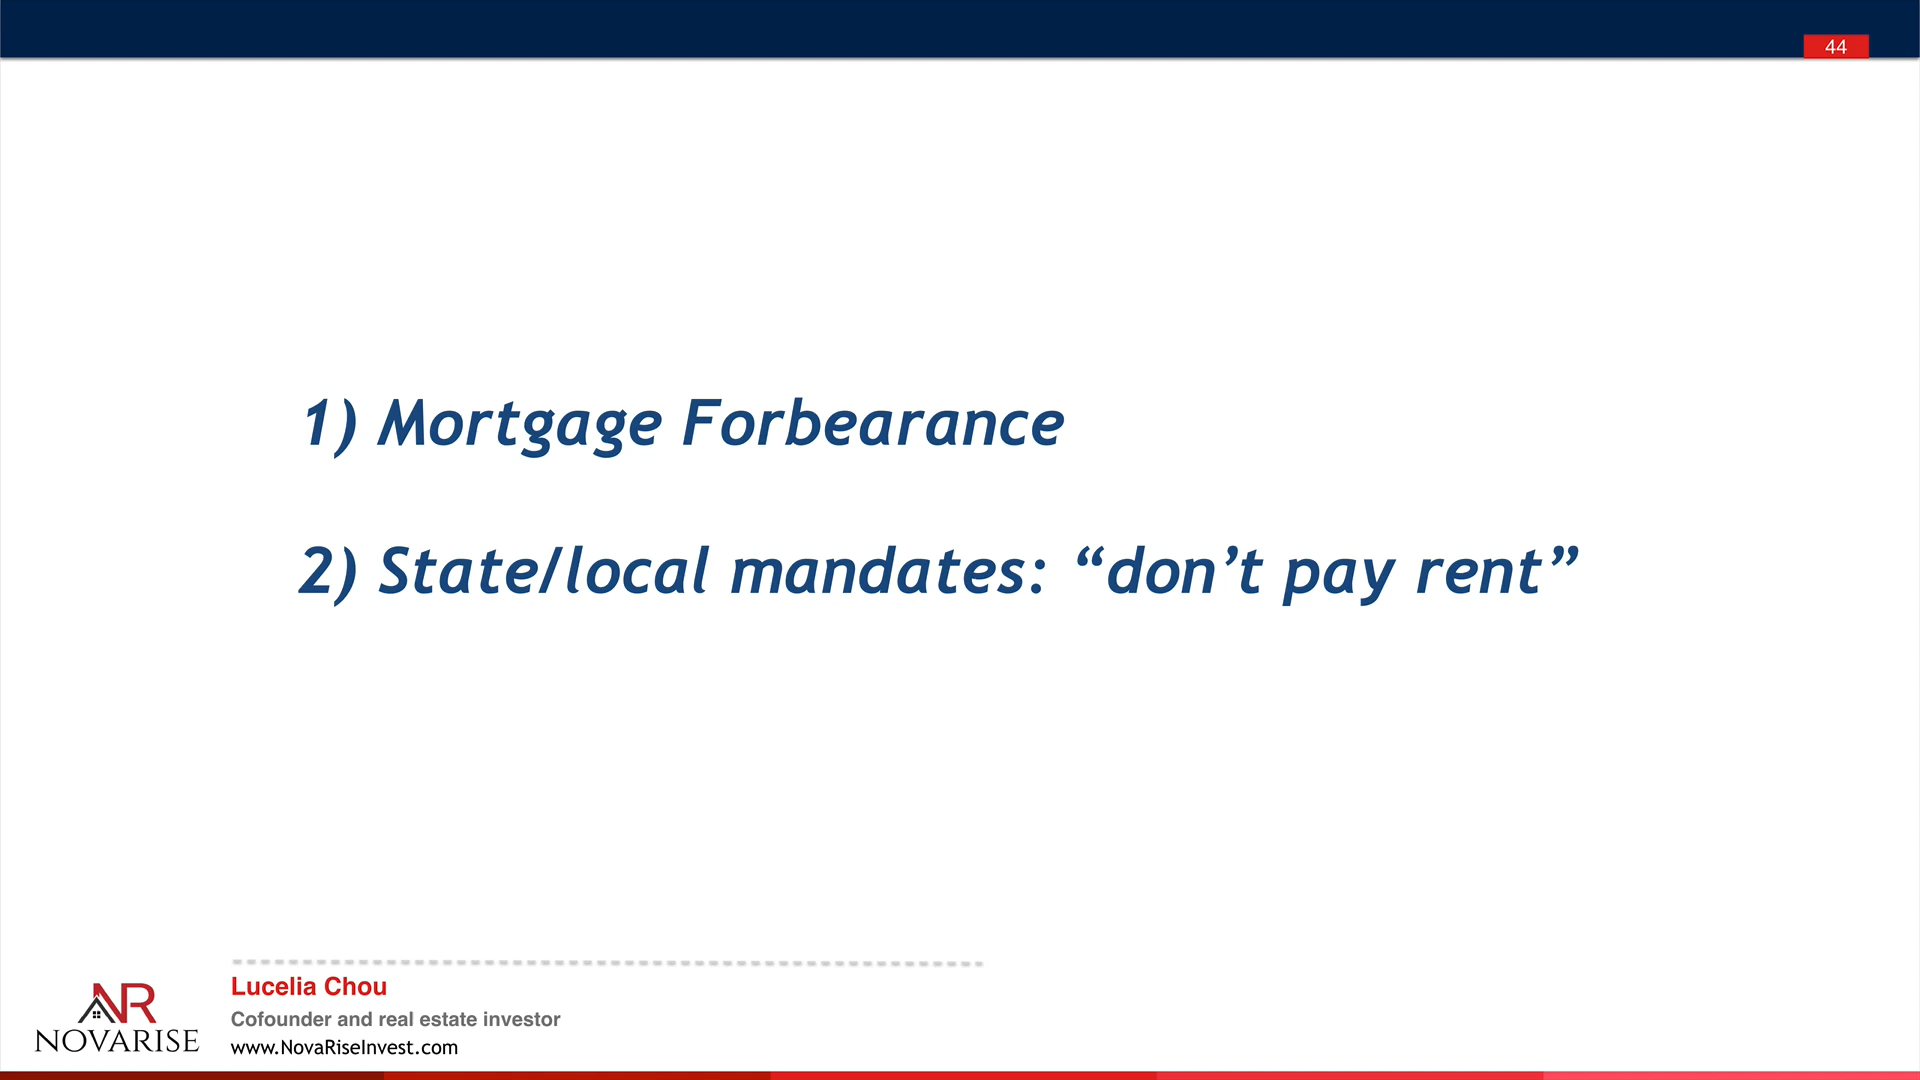 44
1) Mortgage Forbearance
2) State/local mandates: “don’t pay rent”
Lucelia Chou
Cofounder and real estate investor
www.NovaRiseInvest.com
NR
NOVARISE